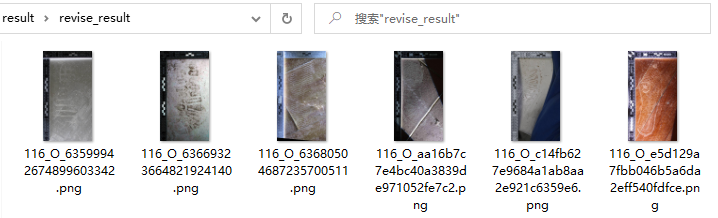 result › revise_result
搜索"revise_result"
116_O_6359994
2674899603342
.png
116_O_6366932
3664821924140
.png
116_O_6368050
4687235700511
.png
116_O_aa16b7c
7e4bc40a3839d
e971052fe7c2.p
ng
116_O_c14fb62
7e9684a1ab8aa
2e921c6359e6.
png
116_O_e5d129a
7fbb046b5a6da
2eff540fdfce.pn
g